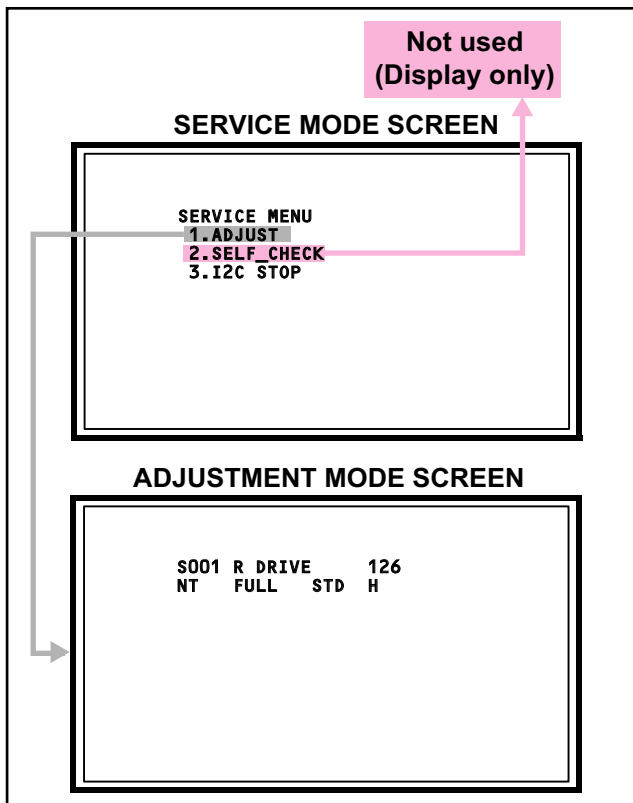 Not used
(Display only)
SERVICE MODE SCREEN
SERVICE MENU
1.ADJUST
2.SELF_CHECK
3.I2C STOP
ADJUSTMENT MODE SCREEN
S001 R DRIVE 126
NT FULL STD H